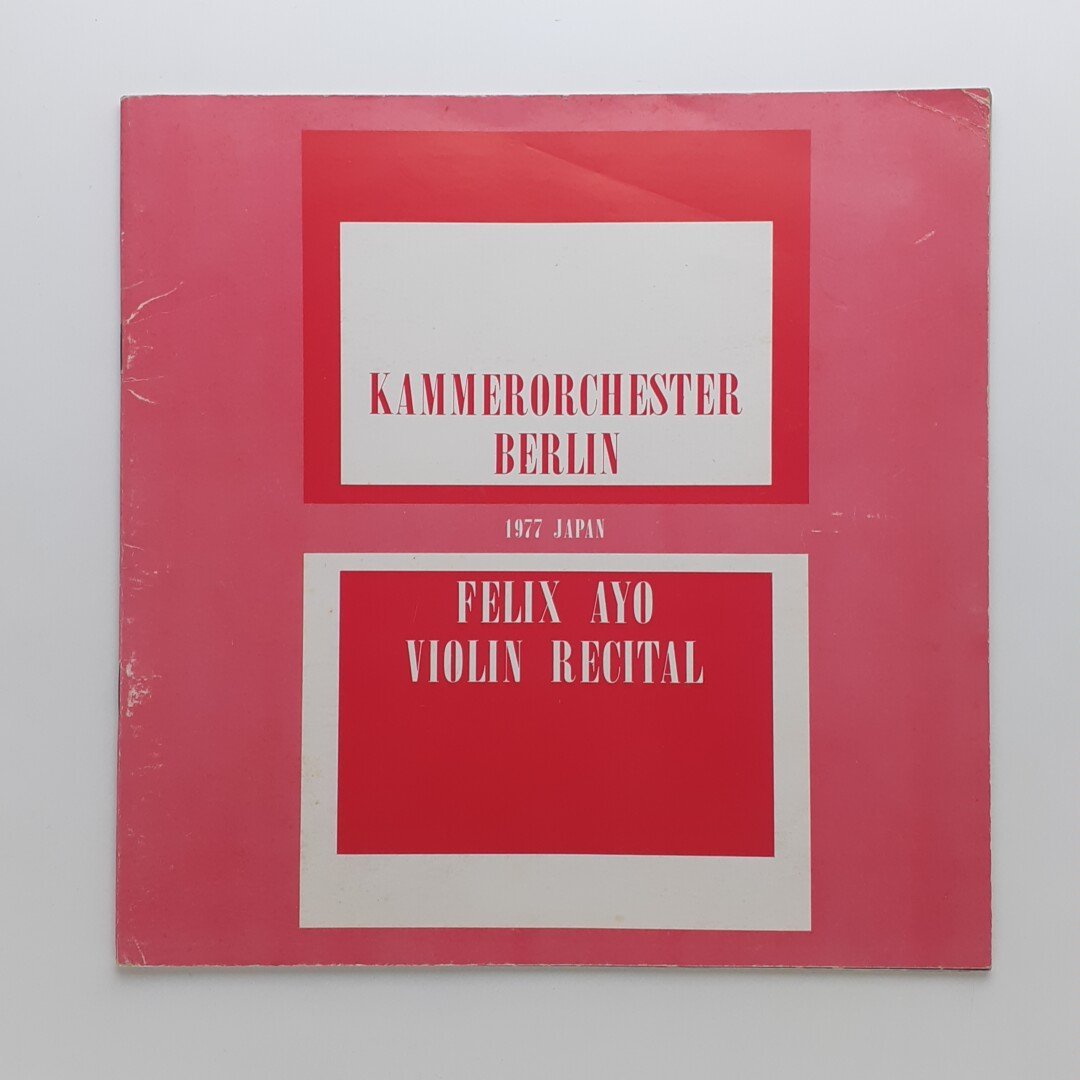 KAMMERORCHESTER
BERLIN
1977 JAPAN
FELIX AYO
VIOLIN RECITAL